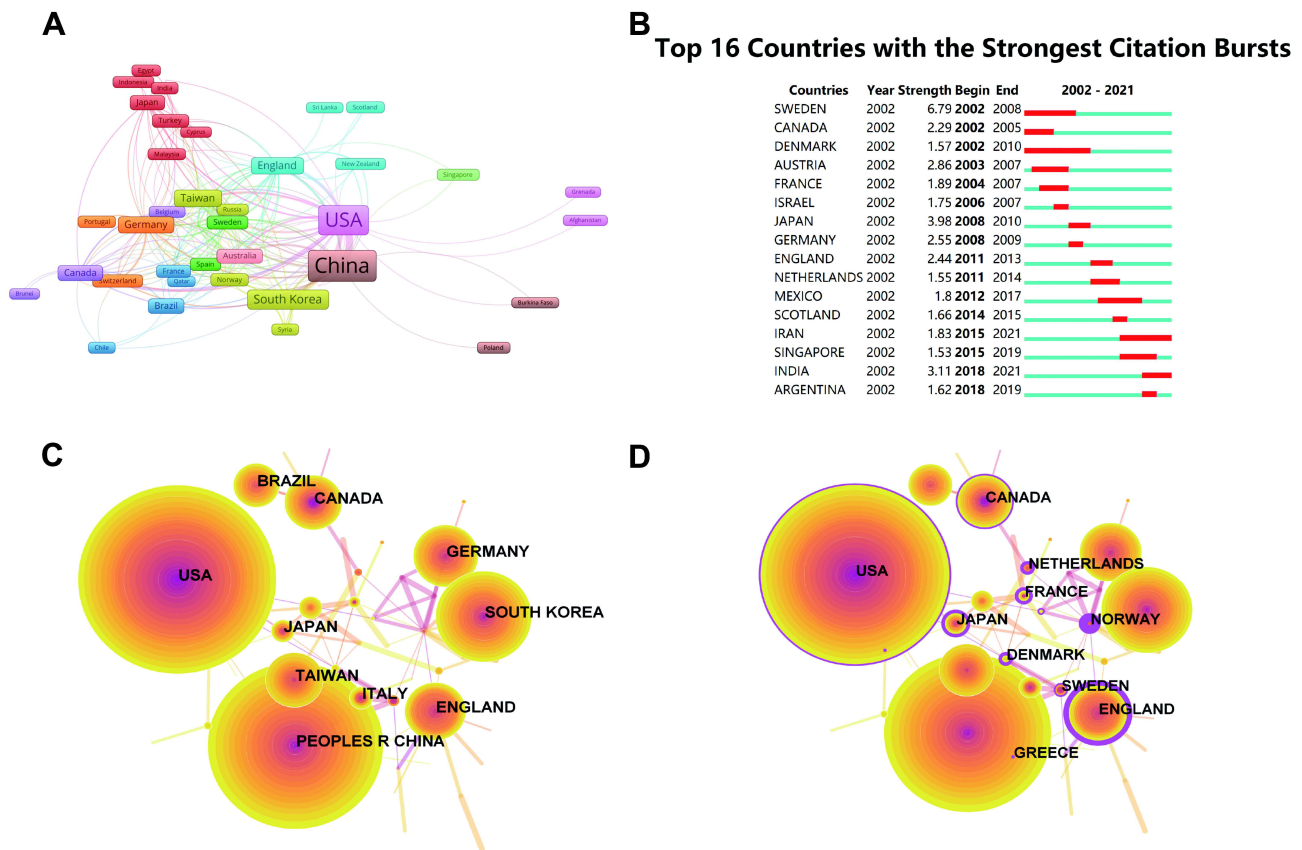 A
Egypt
Indonesia
India
Japan
Turkey
Cyprus
Malaysia
Sri Lanka
Scotland
England
New Zealand
Singapore
Grenada
Afghanistan
Taiwan
Belgium
Russia
Portugal
Germany
Sweden
USA
Australia
Spain
China
Canada
France
Switzerland
Qatar
Norway
Brunei
Brazil
South Korea
Burkina Faso
Syria
Chile
Poland
B
Top 16 Countries with the Strongest Citation Bursts
Countries Year Strength Begin End 2002 - 2021
SWEDEN 2002 6.79 2002 2008
CANADA 2002 2.29 2002 2005
DENMARK 2002 1.57 2002 2010
AUSTRIA 2002 2.86 2003 2007
FRANCE 2002 1.89 2004 2007
ISRAEL 2002 1.75 2006 2007
JAPAN 2002 3.98 2008 2010
GERMANY 2002 2.55 2008 2009
ENGLAND 2002 2.44 2011 2013
NETHERLANDS 2002 1.55 2011 2014
MEXICO 2002 1.8 2012 2017
SCOTLAND 2002 1.66 2014 2015
IRAN 2002 1.83 2015 2021
SINGAPORE 2002 1.53 2015 2019
INDIA 2002 3.11 2018 2021
ARGENTINA 2002 1.62 2018 2019
C
BRAZIL
CANADA
GERMANY
USA
SOUTH KOREA
JAPAN
TAIWAN
ITALY
ENGLAND
PEOPLES R CHINA
D
CANADA
NETHERLANDS
USA
FRANCE
JAPAN
NORWAY
DENMARK
SWEDEN
ENGLAND
GREECE